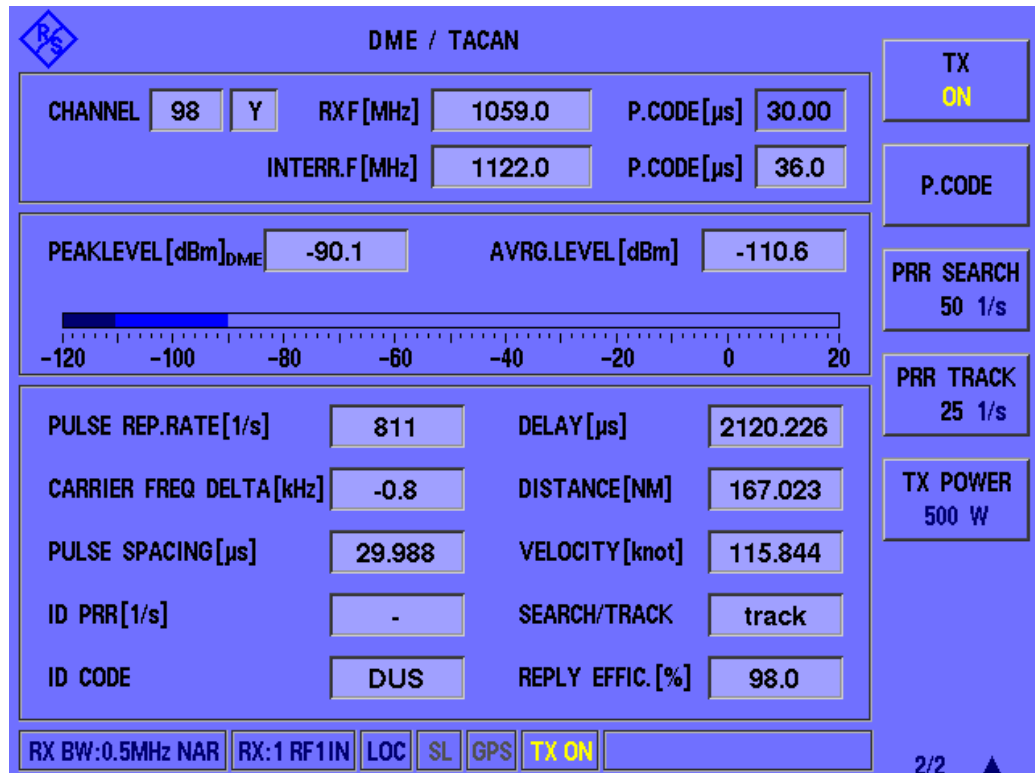 R/S
DME / TACAN
CHANNEL 98 Y RXF[MHz] 1059.0 P.CODE[µs] 30.00
INTERR.F[MHz] 1122.0 P.CODE[µs] 36.0
PEAKLEVEL[dBm]DME -90.1 AVRG.LEVEL[dBm] -110.6
-120 -100 -80 -60 -40 -20 0 20
PULSE REP.RATE[1/s] 811 DELAY[µs] 2120.226
CARRIER FREQ DELTA[kHz] -0.8 DISTANCE[NM] 167.023
PULSE SPACING[µs] 29.988 VELOCITY[knot] 115.844
ID PRR[1/s] - SEARCH/TRACK track
ID CODE DUS REPLY EFFIC.[%] 98.0
RX BW:0.5MHz NAR RX:1 RF1IN LOC SL GPS TX ON
TX
ON
P.CODE
PRR SEARCH
50 1/s
PRR TRACK
25 1/s
TX POWER
500 W
2/2